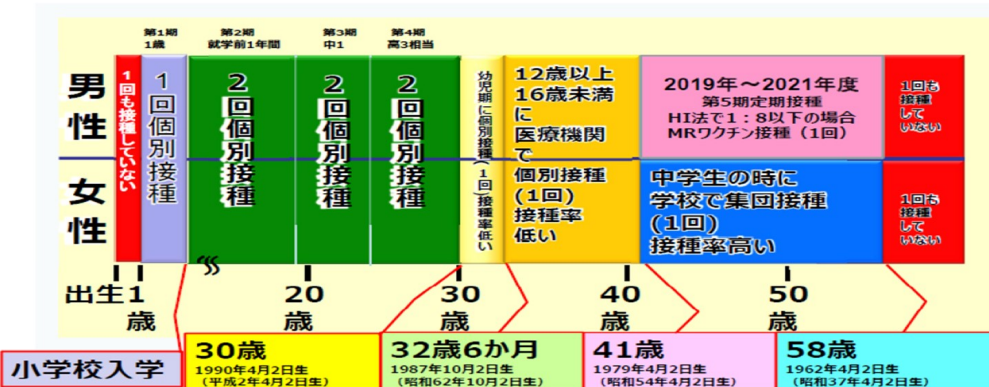 第1期
1歳
第2期
就学前1年間
第3期
中1
第4期
高3相当
男性
女性
1回も接種していない
1回個別接種
2回個別接種
2回個別接種
2回個別接種
幼児期に個別接種(1回)接種率低い
12歳以上
16歳未満
に
医療機関
で
個別接種
(1回)
接種率
低い
2019年～2021年度
第5期定期接種
HI法で1：8以下の場合
MRワクチン接種（1回）
中学生の時に
学校で集団接種
(1回)
接種率高い
1回も
接種
して
いない
1回も
接種
して
いない
出生1
歳
20
歳
30
歳
40
歳
50
歳
小学校入学
30歳
1990年4月2日生
（平成2年4月2日生）
32歳6か月
1987年10月2日生
（昭和62年10月2日生）
41歳
1979年4月2日生
（昭和54年4月2日生）
58歳
1962年4月2日生
（昭和37年4月2日生）